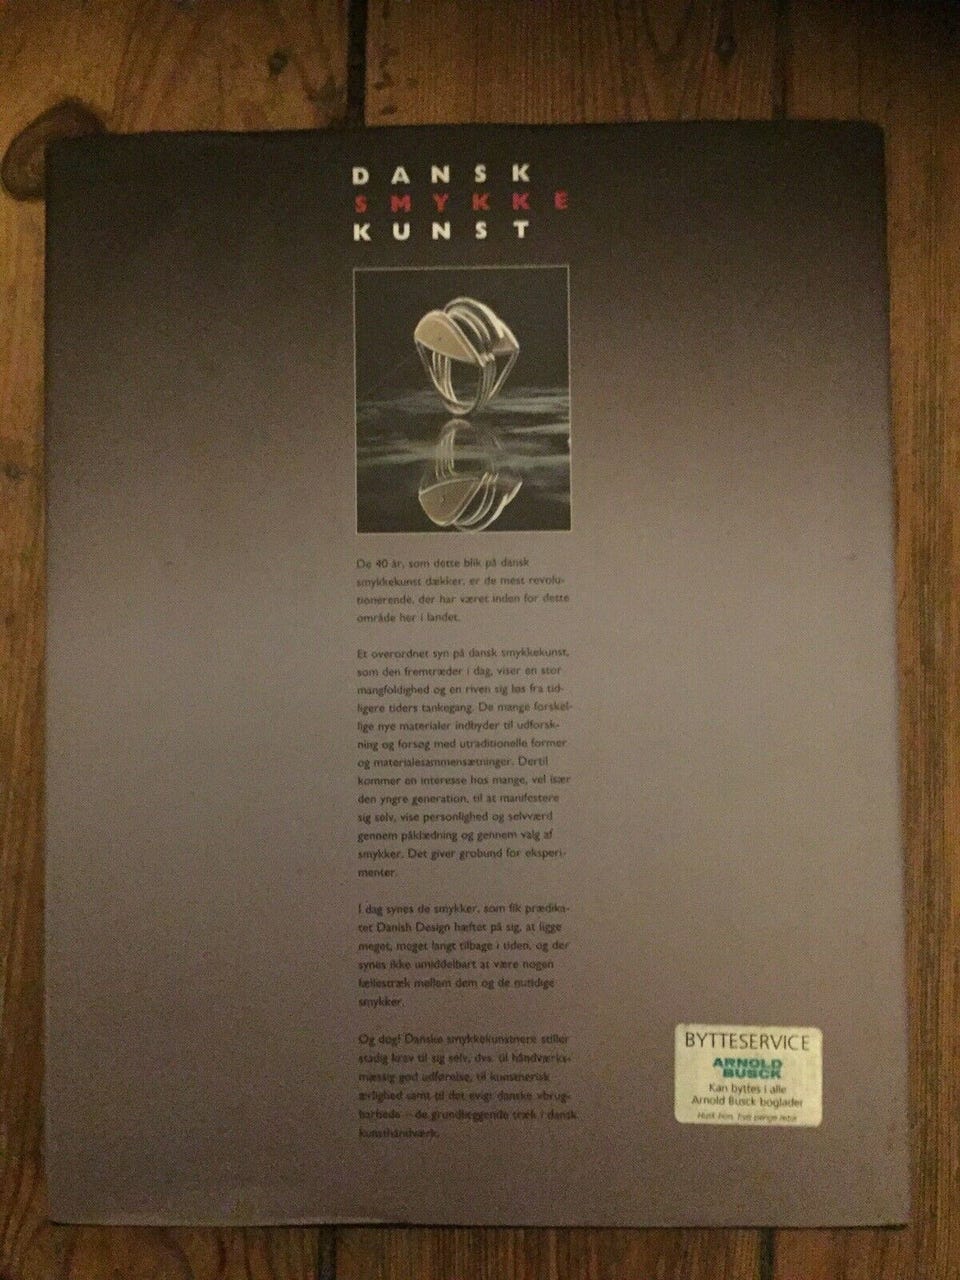 DANSK
SMYKKE
KUNST
De 40 år, som dette blik på dansk
smykkekunst dækker, er de mest revolu-
tionerende, der har været inden for dette
område her i landet.
Et overordnet syn på dansk smykkekunst,
som den fremtræder i dag, viser en stor
mangfoldighed og en riven sig løs fra tid-
ligere tiders tankegang. De mange forskel-
lige nye materialer indbyder til udforsk-
ning og forsøg med utraditionelle former
og materialesammensætninger. Dertil
kommer en interesse hos mange, vel især
den yngre generation, til at manifestere
sig selv, vise personlighed og selvværd
gennem påklædning og gennem valg af
smykker. Det giver grobund for eksperi-
menter.
I dag synes de smykker, som fik prædika-
tet Danish Design hæftet på sig, at ligge
meget, meget langt tilbage i tiden, og der
synes ikke umiddelbart at være nogen
fællestræk mellem dem og de nutidige
smykker.
Og dog! Danske smykkekunstnere stiller
stadig krav til sig selv, dvs. til håndværks-
mæssig god udførelse, til kunstnerisk
ærlighed samt til det evigt danske »brug-
barhed« – de grundlæggende træk i dansk
kunsthåndværk.
BYTTESERVICE
ARNOLD
BUSCK
Kan byttes i alle
Arnold Busck boglader
Husk bon, hvis penge retur